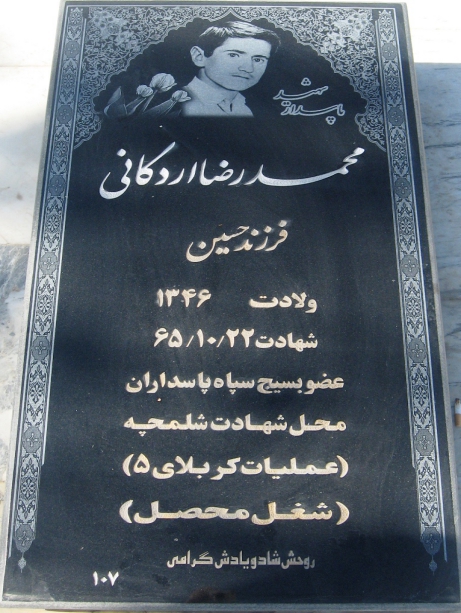 شهید
پاسدار
محمدرضا اردکانی
فرزند حسین
ولادت ۱۳۴۶
شهادت ۶۵/۱۰/۲۲
عضو بسیج سپاه پاسداران
محل شهادت شلمچه
(عملیات کربلای ۵)
(شغل محصل)
روحش شاد و یادش گرامی
۱۰۷